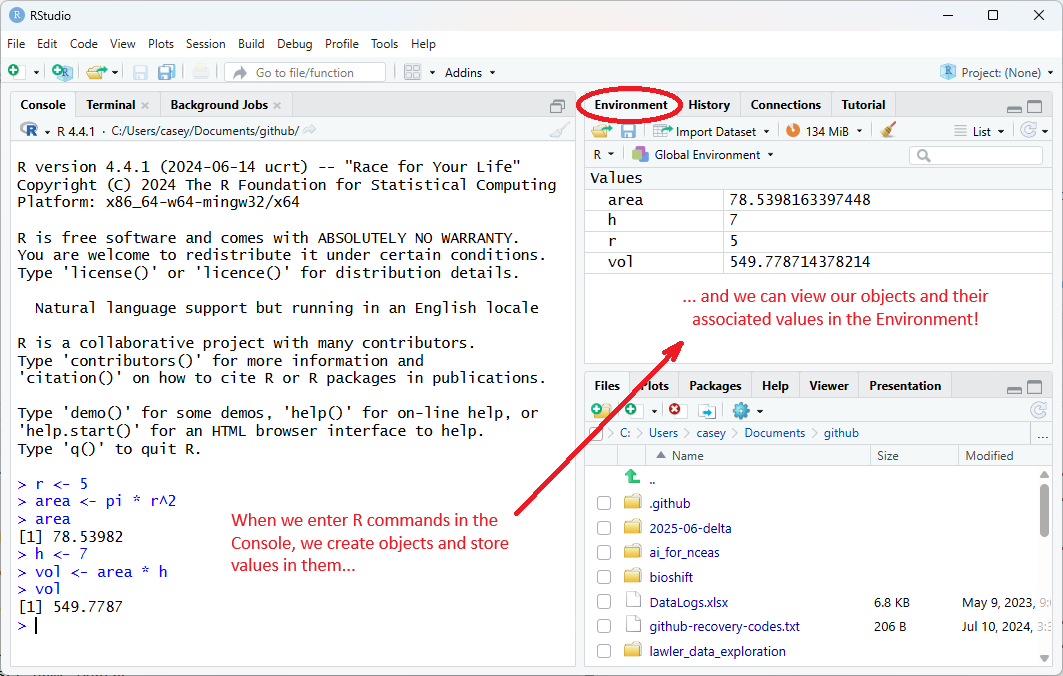 RStudio
File Edit Code View Plots Session Build Debug Profile Tools Help
Go to file/function Addins Project: (None)
Console Terminal Background Jobs
R 4.4.1 · C:/Users/casey/Documents/github/
R version 4.4.1 (2024-06-14 ucrt) -- "Race for Your Life"
Copyright (C) 2024 The R Foundation for Statistical Computing
Platform: x86_64-w64-mingw32/x64
R is free software and comes with ABSOLUTELY NO WARRANTY.
You are welcome to redistribute it under certain conditions.
Type 'license()' or 'licence()' for distribution details.
Natural language support but running in an English locale
R is a collaborative project with many contributors.
Type 'contributors()' for more information and
'citation()' on how to cite R or R packages in publications.
Type 'demo()' for some demos, 'help()' for on-line help, or
'help.start()' for an HTML browser interface to help.
Type 'q()' to quit R.
> r <- 5
> area <- pi * r^2
> area
[1] 78.53982
> h <- 7
> vol <- area * h
> vol
[1] 549.7787
>
When we enter R commands in the
Console, we create objects and store
values in them...
Environment History Connections Tutorial
Import Dataset 134 MiB List
R Global Environment
Values
area 78.5398163397448
h 7
r 5
vol 549.778714378214
... and we can view our objects and their
associated values in the Environment!
Files Plots Packages Help Viewer Presentation
C: Users casey Documents github ...
Name Size Modified
..
.github
2025-06-delta
ai_for_nceas
bioshift
DataLogs.xlsx 6.8 KB May 9, 2023,
github-recovery-codes.txt 206 B Jul 10, 2024,
lawler_data_exploration